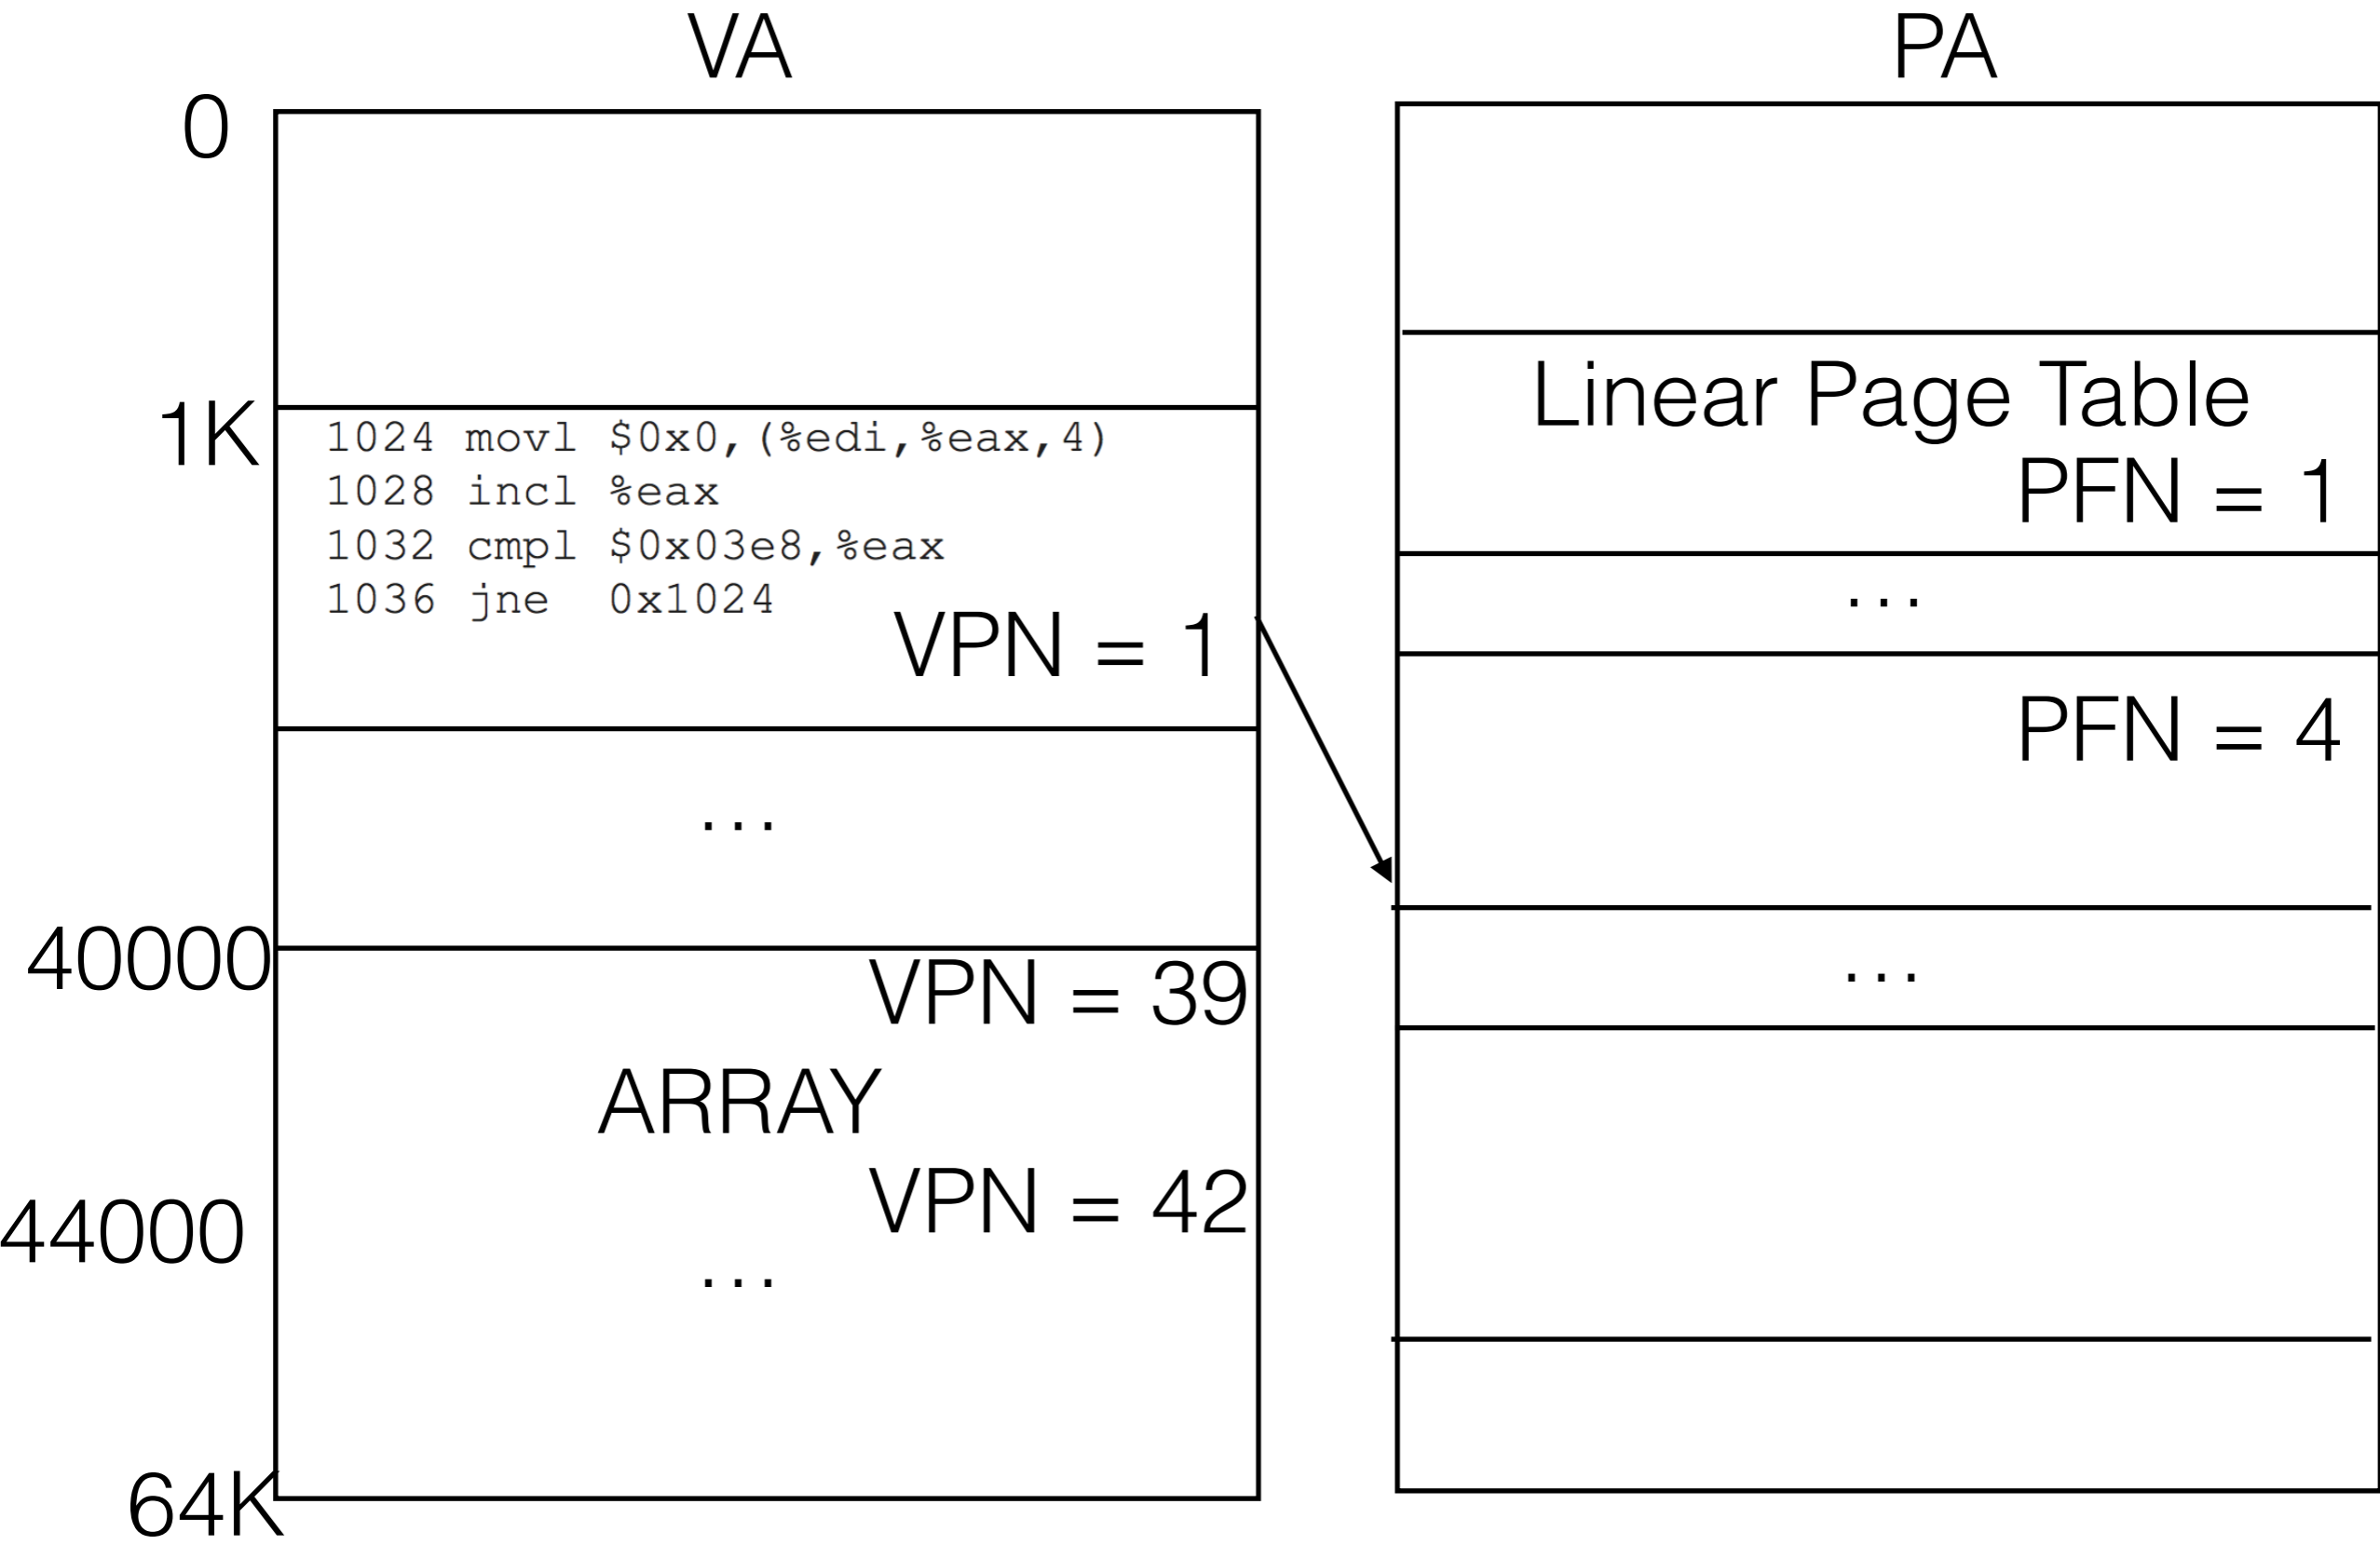 VA
0
1K
1024 movl $0x0,(%edi,%eax,4)
1028 incl %eax
1032 cmpl $0x03e8,%eax
1036 jne 0x1024
VPN = 1
...
40000
VPN = 39
ARRAY
VPN = 42
44000
...
64K
PA
Linear Page Table
PFN = 1
...
PFN = 4
...